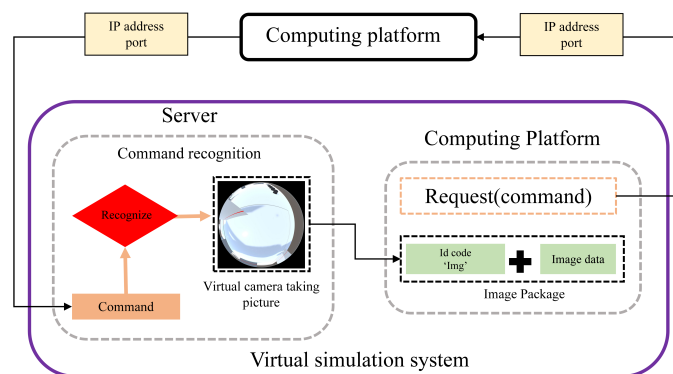 IP address
port
Computing platform
IP address
port
Server
Command recognition
Recognize
Virtual camera taking
picture
Command
Computing Platform
Request(command)
Id code
'Img'
Image data
Image Package
Virtual simulation system